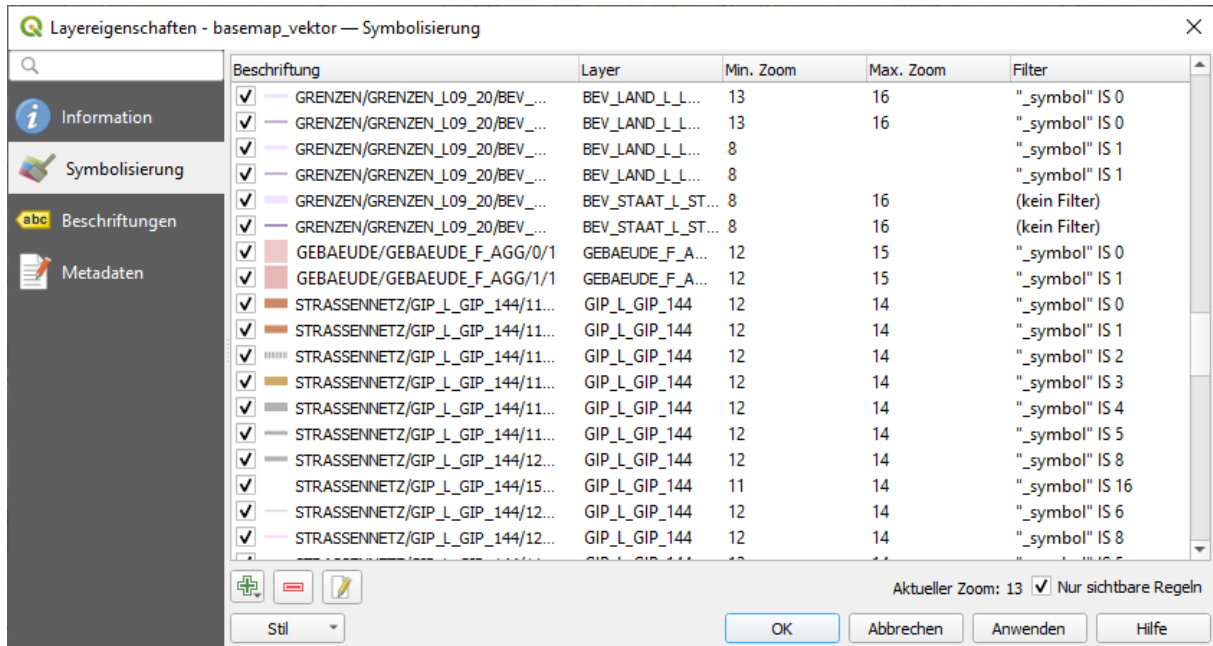 Layereigenschaften - basemap_vektor — Symbolisierung
Information
Symbolisierung
abc Beschriftungen
Metadaten
Beschriftung Layer Min. Zoom Max. Zoom Filter
GRENZEN/GRENZEN_L09_20/BEV_... BEV_LAND_L_L... 13 16 "_symbol" IS 0
GRENZEN/GRENZEN_L09_20/BEV_... BEV_LAND_L_L... 13 16 "_symbol" IS 0
GRENZEN/GRENZEN_L09_20/BEV_... BEV_LAND_L_L... 8 "_symbol" IS 1
GRENZEN/GRENZEN_L09_20/BEV_... BEV_LAND_L_L... 8 "_symbol" IS 1
GRENZEN/GRENZEN_L09_20/BEV_... BEV_STAAT_L_ST... 8 16 (kein Filter)
GRENZEN/GRENZEN_L09_20/BEV_... BEV_STAAT_L_ST... 8 16 (kein Filter)
GEBAEUDE/GEBAEUDE_F_AGG/0/1 GEBAEUDE_F_A... 12 15 "_symbol" IS 0
GEBAEUDE/GEBAEUDE_F_AGG/1/1 GEBAEUDE_F_A... 12 15 "_symbol" IS 1
STRASSENNETZ/GIP_L_GIP_144/11... GIP_L_GIP_144 12 14 "_symbol" IS 0
STRASSENNETZ/GIP_L_GIP_144/11... GIP_L_GIP_144 12 14 "_symbol" IS 1
STRASSENNETZ/GIP_L_GIP_144/11... GIP_L_GIP_144 12 14 "_symbol" IS 2
STRASSENNETZ/GIP_L_GIP_144/11... GIP_L_GIP_144 12 14 "_symbol" IS 3
STRASSENNETZ/GIP_L_GIP_144/11... GIP_L_GIP_144 12 14 "_symbol" IS 4
STRASSENNETZ/GIP_L_GIP_144/11... GIP_L_GIP_144 12 14 "_symbol" IS 5
STRASSENNETZ/GIP_L_GIP_144/12... GIP_L_GIP_144 12 14 "_symbol" IS 8
STRASSENNETZ/GIP_L_GIP_144/15... GIP_L_GIP_144 11 14 "_symbol" IS 16
STRASSENNETZ/GIP_L_GIP_144/12... GIP_L_GIP_144 12 14 "_symbol" IS 6
STRASSENNETZ/GIP_L_GIP_144/12... GIP_L_GIP_144 12 14 "_symbol" IS 8
Aktueller Zoom: 13 Nur sichtbare Regeln
Stil OK Abbrechen Anwenden Hilfe